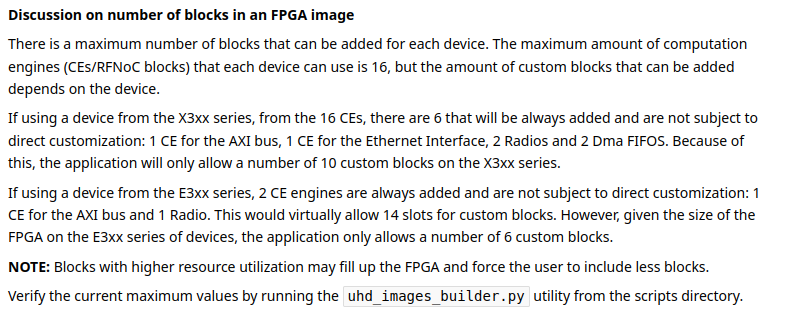 Discussion on number of blocks in an FPGA image
There is a maximum number of blocks that can be added for each device. The maximum amount of computation
engines (CEs/RFNoC blocks) that each device can use is 16, but the amount of custom blocks that can be added
depends on the device.
If using a device from the X3xx series, from the 16 CEs, there are 6 that will be always added and are not subject to
direct customization: 1 CE for the AXI bus, 1 CE for the Ethernet Interface, 2 Radios and 2 Dma FIFOS. Because of
this, the application will only allow a number of 10 custom blocks on the X3xx series.
If using a device from the E3xx series, 2 CE engines are always added and are not subject to direct customization: 1
CE for the AXI bus and 1 Radio. This would virtually allow 14 slots for custom blocks. However, given the size of the
FPGA on the E3xx series of devices, the application only allows a number of 6 custom blocks.
NOTE: Blocks with higher resource utilization may fill up the FPGA and force the user to include less blocks.
Verify the current maximum values by running the uhd_images_builder.py utility from the scripts directory.